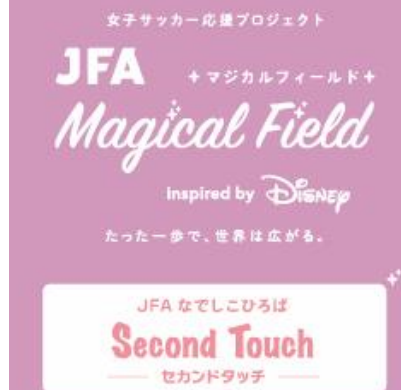 女子サッカー応援プロジェクト
JFA +マジカルフィールド+
Magical Field
inspired by Disney
たった一歩で、世界は広がる。
JFA なでしこひろば
Second Touch
セカンドタッチ